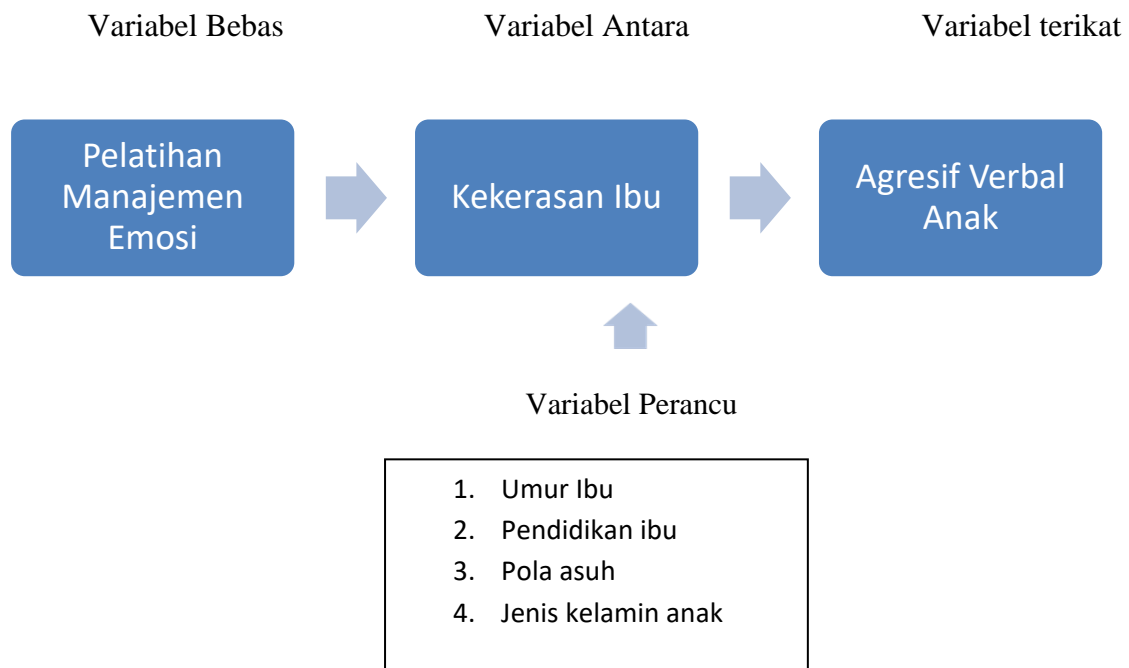 Variabel Bebas
Variabel Antara
Variabel terikat
Pelatihan
Manajemen
Emosi
Kekerasan Ibu
Agresif Verbal
Anak
Variabel Perancu
1. Umur Ibu
2. Pendidikan ibu
3. Pola asuh
4. Jenis kelamin anak